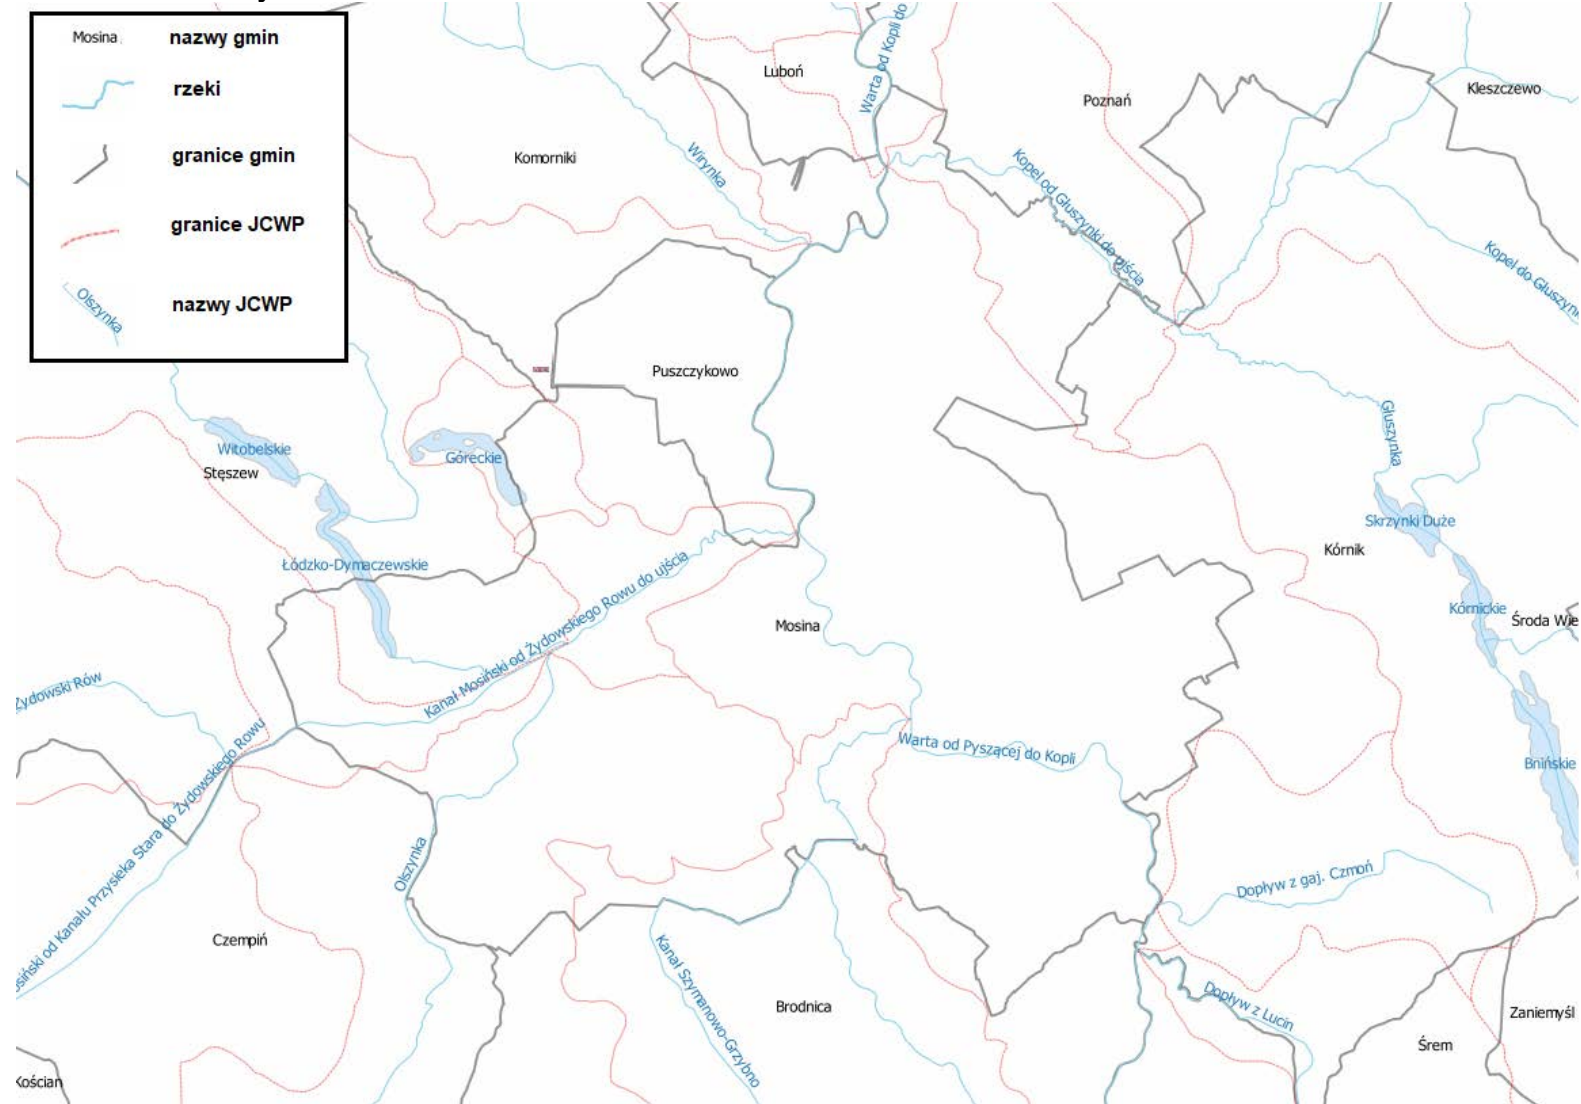 Mosina
nazwy gmin
rzeki
granice gmin
granice JCWP
Olszynka
nazwy JCWP
Luboń
Warta od Kopli do
Poznań
Kleszczewo
Komorniki
Wirynka
Kopel od Głuszynki do ujścia
Kopel do Głuszyn
Puszczykowo
Głuszynka
Witobelskie
Stęszew
Góreckie
Skrzynki Duże
Kórnik
Łódzko-Dymaczewskie
Kanał Mosiński od Żydowskiego Rowu do ujścia
Kórnickie
Środa Wie
Mosina
Żydowski Rów
Warta od Pyszącej do Kopli
Bnińskie
osiński od Kanału Przysieka Stara do Żydowskiego Rowu
Olszynka
Dopływ z gaj. Czmoń
Czempiń
Kanał Szymanowo-Grzybno
Brodnica
Dopływ z Lucin
Zaniemyśl
Śrem
Kościan